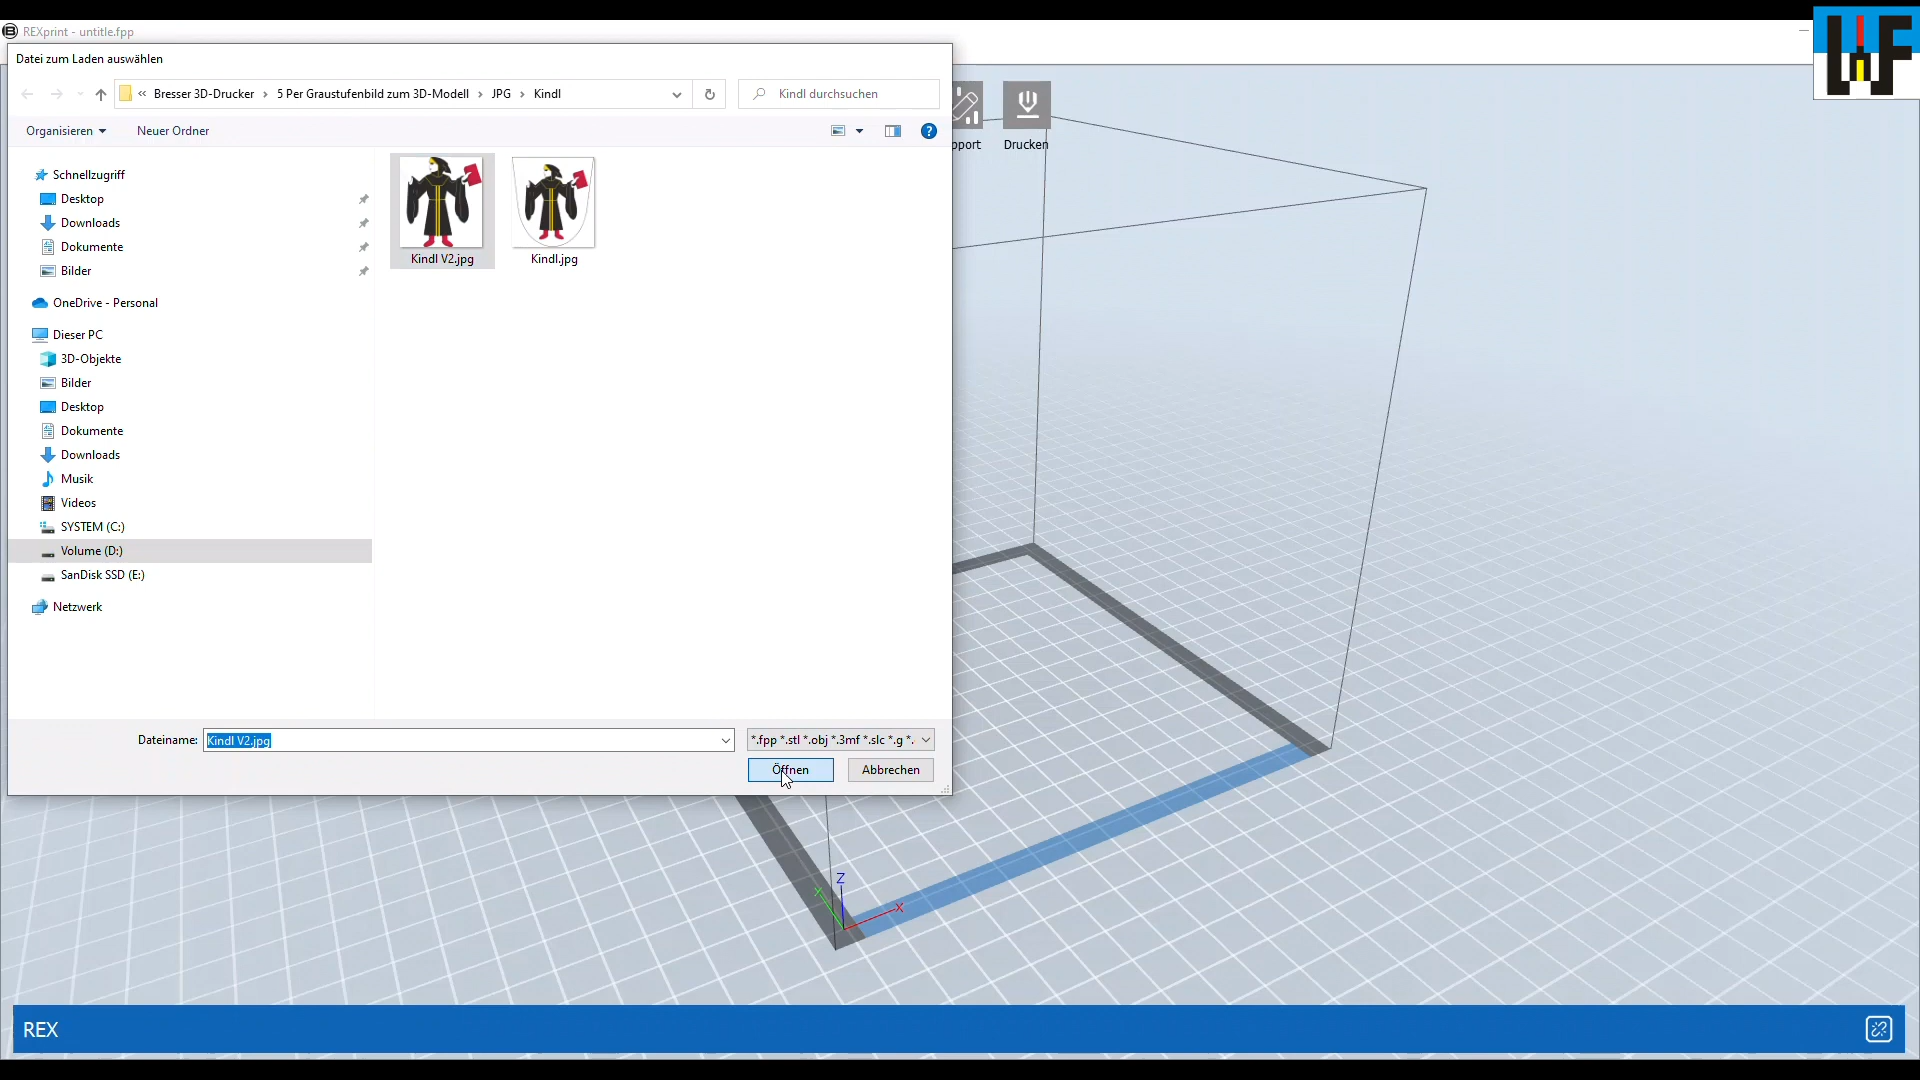 REXprint - untitle.fpp
Datei zum Laden auswählen
« Bresser 3D-Drucker › 5 Per Graustufenbild zum 3D-Modell › JPG › Kindl
Kindl durchsuchen
Organisieren
Neuer Ordner
Schnellzugriff
Desktop
Downloads
Dokumente
Bilder
OneDrive - Personal
Dieser PC
3D-Objekte
Bilder
Desktop
Dokumente
Downloads
Musik
Videos
SYSTEM (C:)
Volume (D:)
SanDisk SSD (E:)
Netzwerk
Kindl V2.jpg
Kindl.jpg
pport
Drucken
Dateiname:
Kindl V2.jpg
*.fpp *.stl *.obj *.3mf *.slc *.g *.
Öffnen
Abbrechen
Z
Y
X
REX